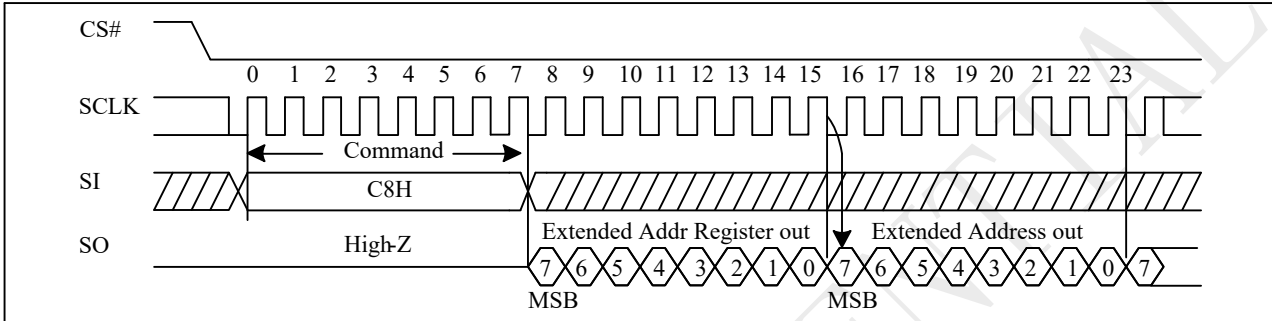 CS#
0 1 2 3 4 5 6 7 8 9 10 11 12 13 14 15 16 17 18 19 20 21 22 23
SCLK
Command
SI
C8H
SO
High-Z
Extended Addr Register out
Extended Address out
7 6 5 4 3 2 1 0 7 6 5 4 3 2 1 0 7
MSB
MSB